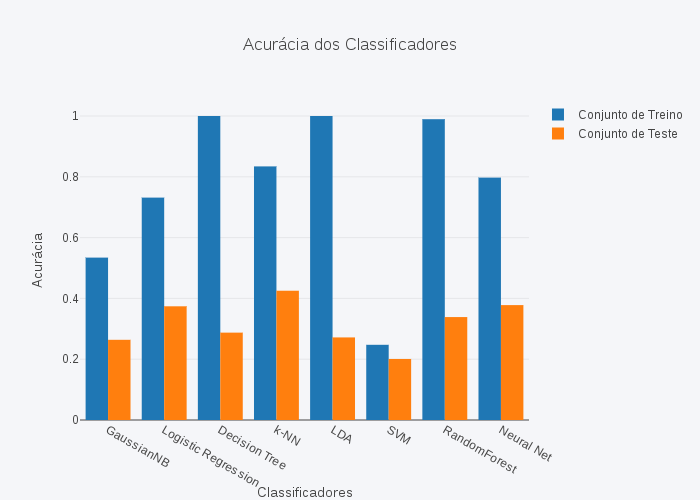 Acurácia dos Classificadores
Conjunto de Treino
Conjunto de Teste
Acurácia
1
0.8
0.6
0.4
0.2
0
GaussianNB
Logistic Regression
Decision Tree
k-NN
LDA
SVM
RandomForest
Neural Net
Classificadores